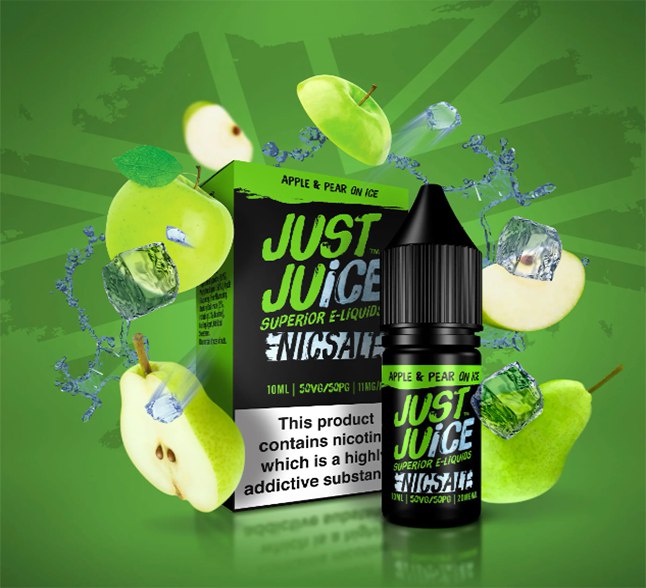 APPLE & PEAR ON ICE
JUST
JUiCE
SUPERIOR E-LIQUIDS
NICSALT
10ML | 50VG/50PG | 11MG/
This product
contains nicotin
which is a highl
addictive substan
APPLE & PEAR ON ICE
JUST
JUiCE
SUPERIOR E-LIQUIDS
NICSALT
10ML | 50VG/50PG | 20MG/ML